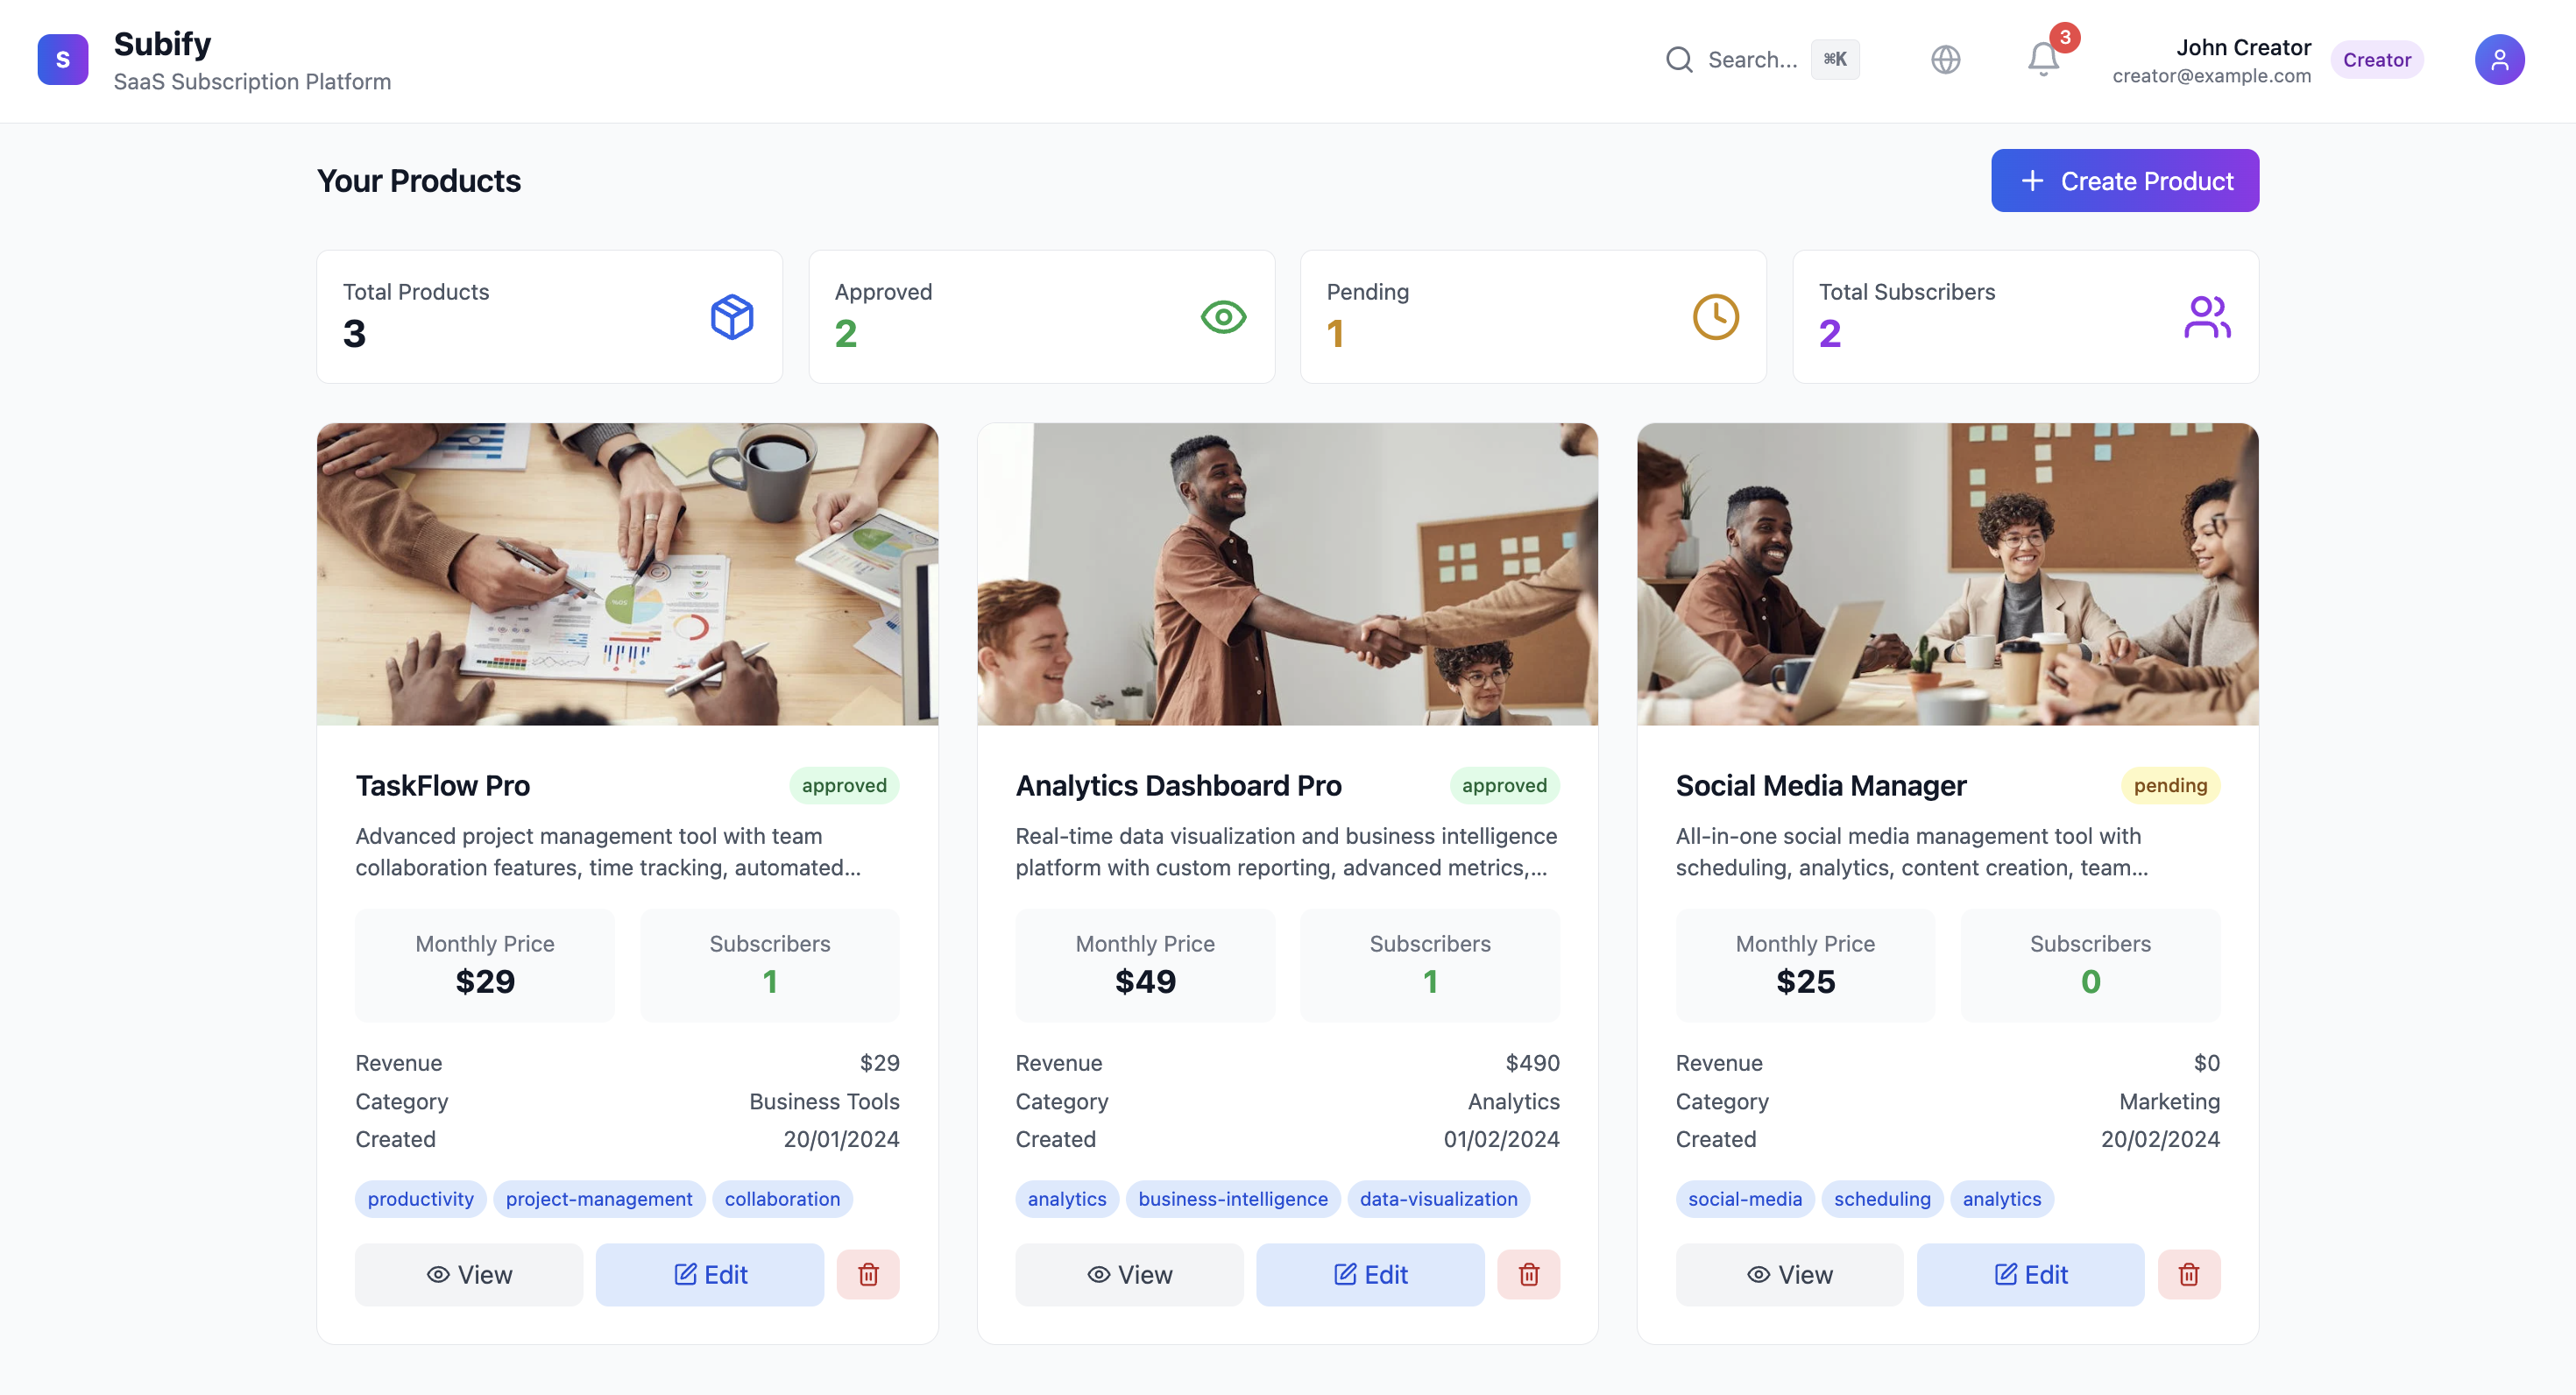 S
Subify
SaaS Subscription Platform
Search...
⌘K
3
John Creator
creator@example.com
Creator
Your Products
+ Create Product
Total Products
3
Approved
2
Pending
1
Total Subscribers
2
TaskFlow Pro
approved
Advanced project management tool with team
collaboration features, time tracking, automated...
Monthly Price
$29
Subscribers
1
Revenue $29
Category Business Tools
Created 20/01/2024
productivity project-management collaboration
View
Edit
Analytics Dashboard Pro
approved
Real-time data visualization and business intelligence
platform with custom reporting, advanced metrics,...
Monthly Price
$49
Subscribers
1
Revenue $490
Category Analytics
Created 01/02/2024
analytics business-intelligence data-visualization
View
Edit
Social Media Manager
pending
All-in-one social media management tool with
scheduling, analytics, content creation, team...
Monthly Price
$25
Subscribers
0
Revenue $0
Category Marketing
Created 20/02/2024
social-media scheduling analytics
View
Edit